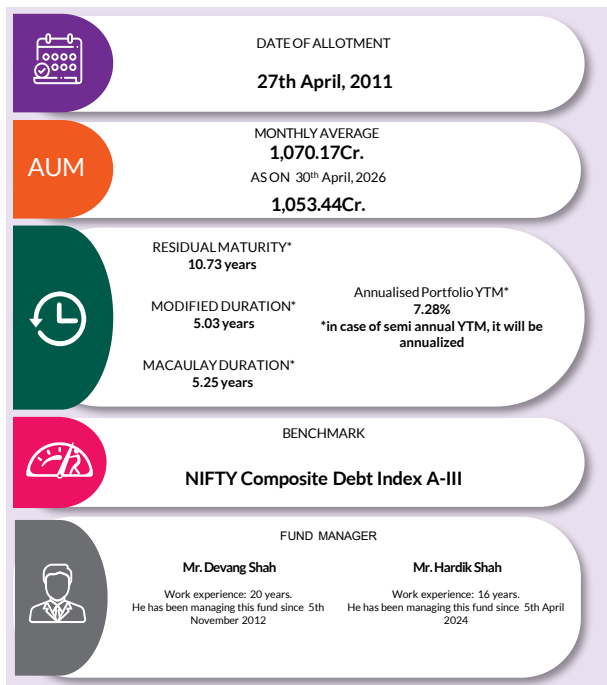 DATE OF ALLOTMENT
27th April, 2011
AUM
MONTHLY AVERAGE
1,070.17Cr.
AS ON 30th April, 2026
1,053.44Cr.
RESIDUAL MATURITY*
10.73 years
MODIFIED DURATION*
5.03 years
MACAULAY DURATION*
5.25 years
Annualised Portfolio YTM*
7.28%
*in case of semi annual YTM, it will be
annualized
BENCHMARK
NIFTY Composite Debt Index A-III
FUND MANAGER
Mr. Devang Shah
Work experience: 20 years.
He has been managing this fund since 5th
November 2012
Mr. Hardik Shah
Work experience: 16 years.
He has been managing this fund since 5th April
2024